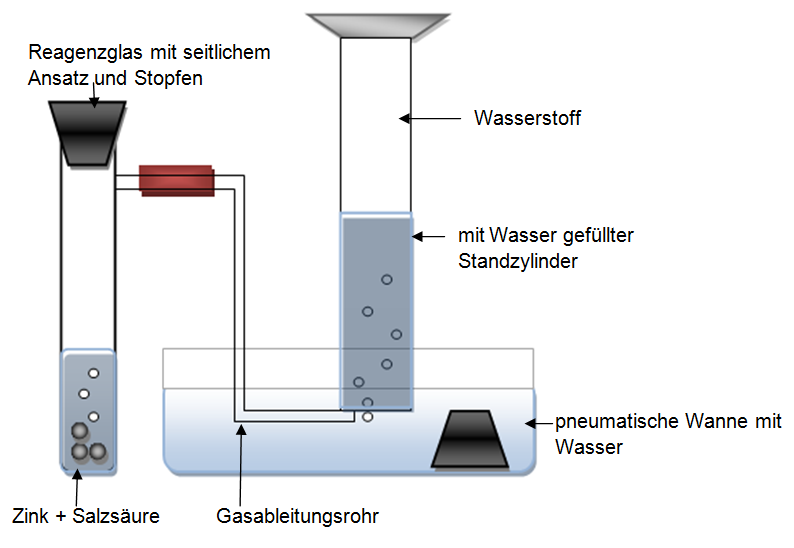 Reagenzglas mit seitlichem
Ansatz und Stopfen
Wasserstoff
mit Wasser gefüllter
Standzylinder
pneumatische Wanne mit
Wasser
Zink + Salzsäure
Gasableitungsrohr